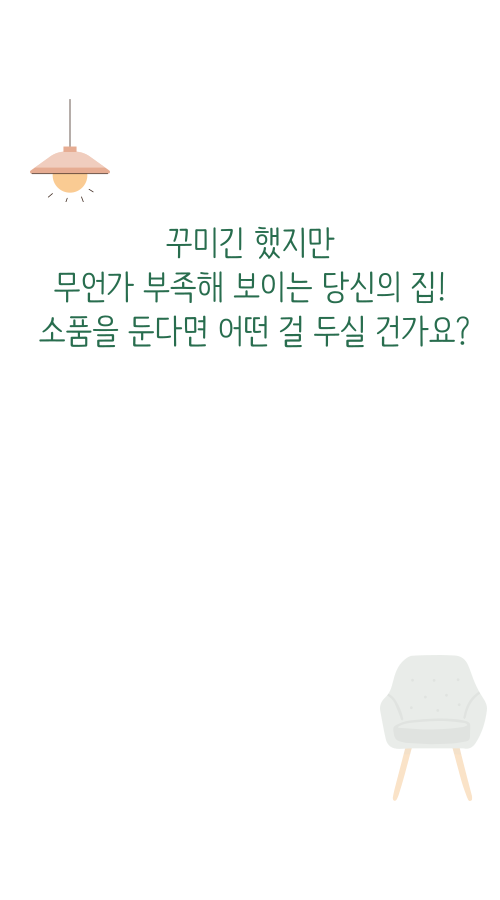 꾸미긴 했지만
무언가 부족해 보이는 당신의 집!
소품을 둔다면 어떤 걸 두실 건가요?